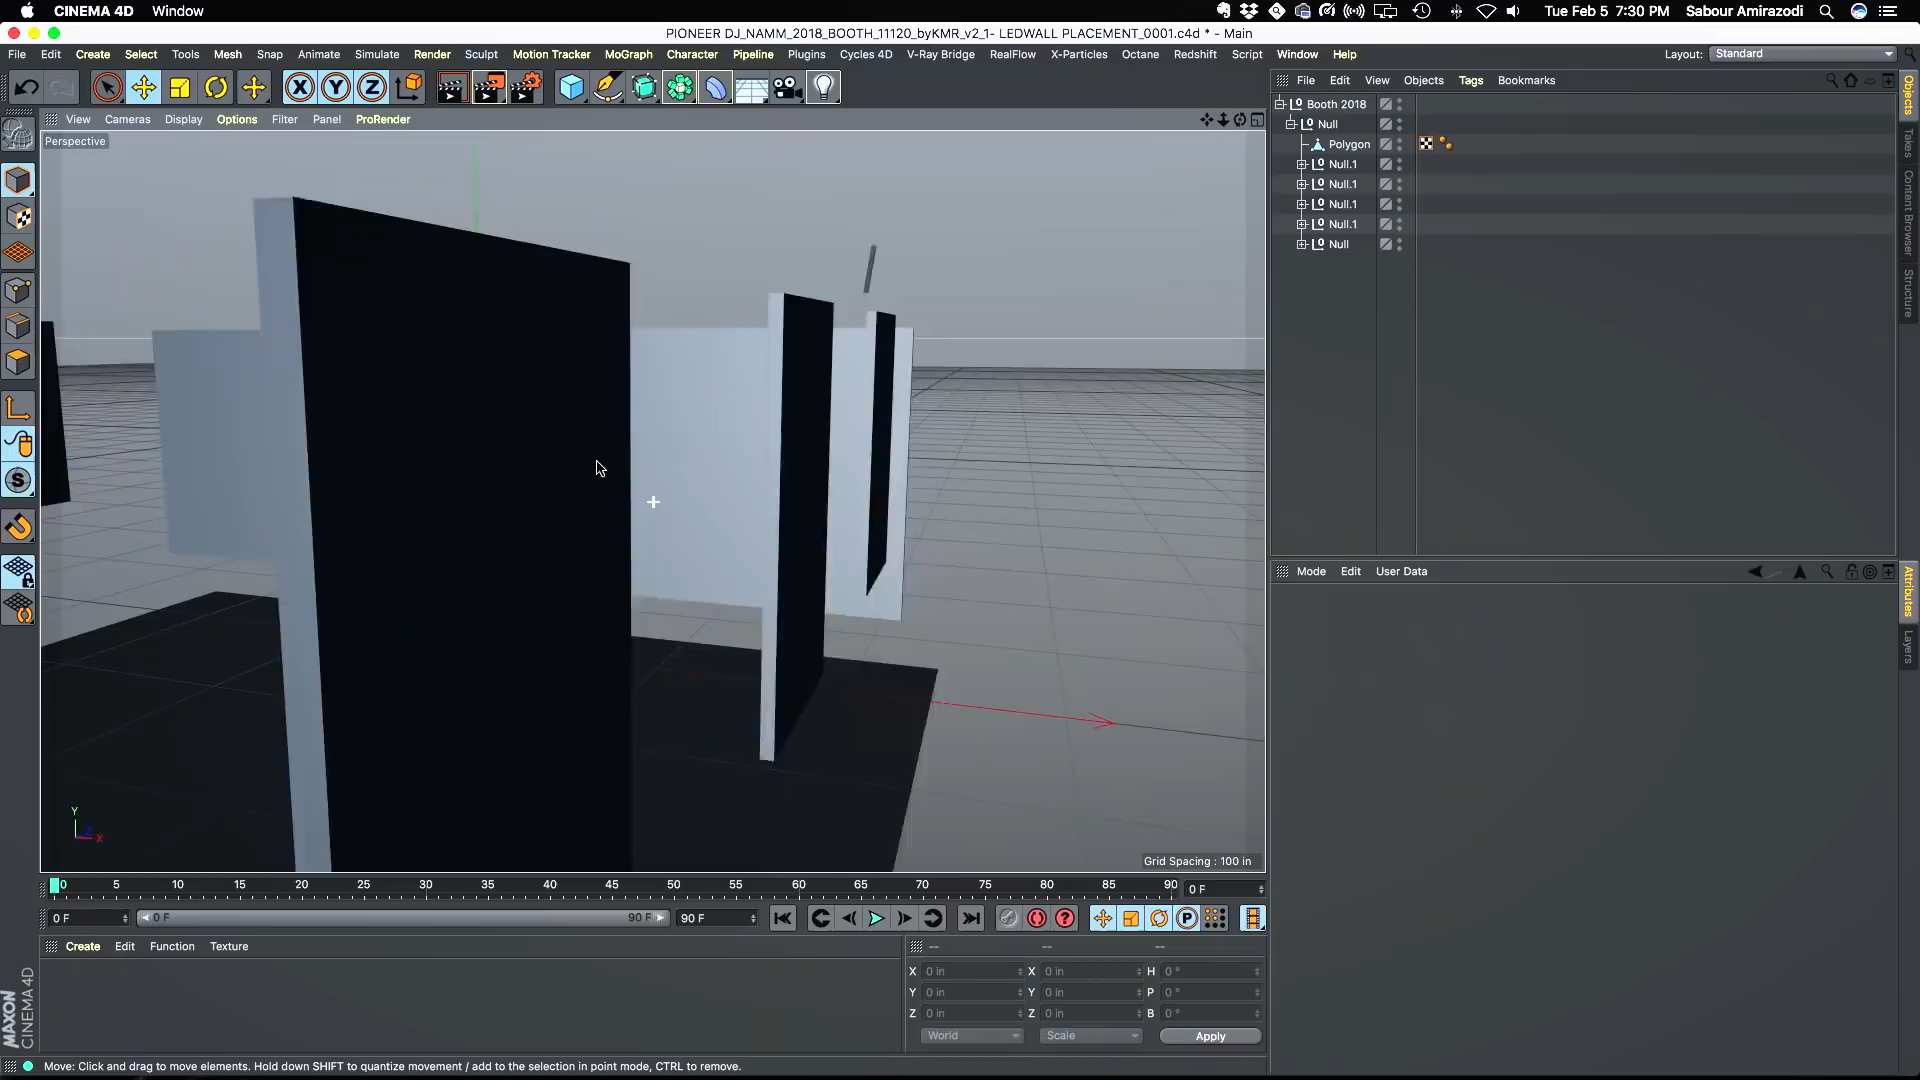 CINEMA 4D Window Tue Feb 5 7:30 PM Sabour Amirazodi
PIONEER DJ_NAMM_2018_BOOTH_11120_byKMR_v2_1- LEDWALL PLACEMENT_0001.c4d * - Main
File Edit Create Select Tools Mesh Snap Animate Simulate Render Sculpt Motion Tracker MoGraph Character Pipeline Plugins Cycles 4D V-Ray Bridge RealFlow X-Particles Octane Redshift Script Window Help Layout: Standard
File Edit View Objects Tags Bookmarks
View Cameras Display Options Filter Panel ProRender
Perspective
Booth 2018
Null
Polygon
Null.1
Null.1
Null.1
Null.1
Null
Objects
Takes
Content Browser
Structure
Mode Edit User Data
Attributes
Layers
Y
Z
X
Grid Spacing : 100 in
0 5 10 15 20 25 30 35 40 45 50 55 60 65 70 75 80 85 90 0 F
0 F 0 F 90 F 90 F
Create Edit Function Texture
-- -- --
X 0 in X 0 in H 0 °
Y 0 in Y 0 in P 0 °
Z 0 in Z 0 in B 0 °
World Scale Apply
MAXON
CINEMA 4D
Move: Click and drag to move elements. Hold down SHIFT to quantize movement / add to the selection in point mode, CTRL to remove.